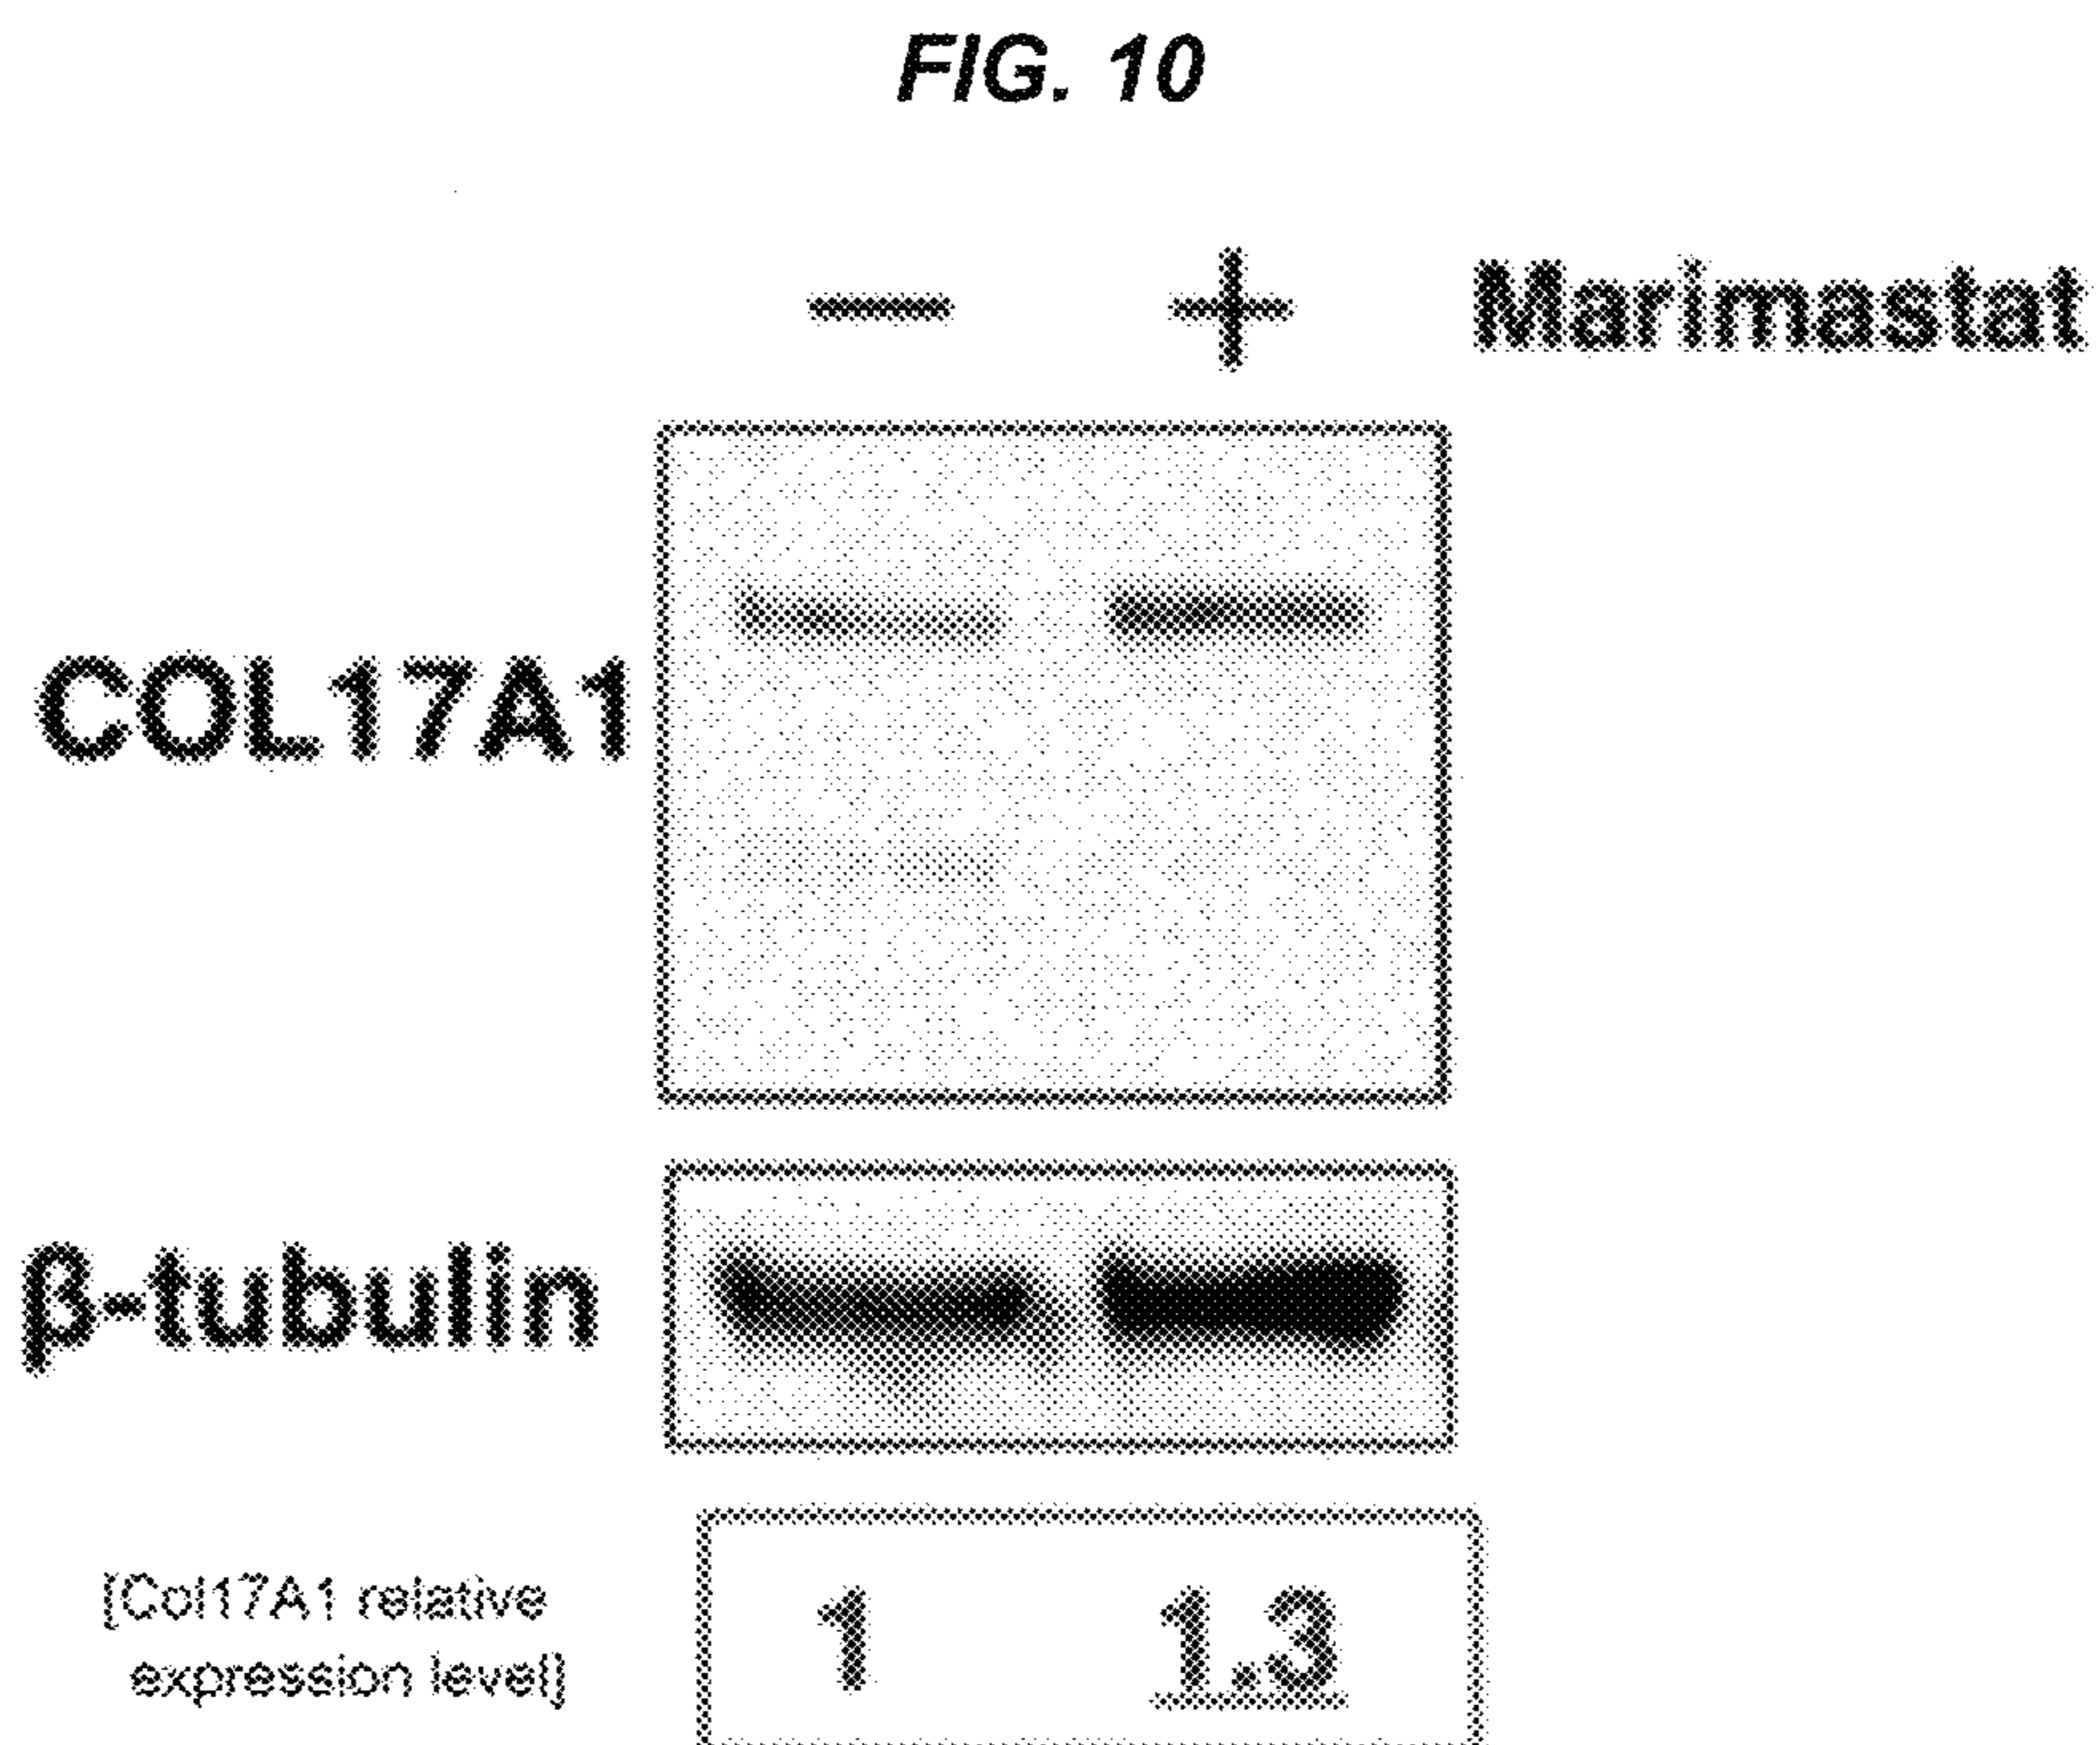 FIG. 10
− + Marimastat
COL17A1
β-tubulin
[Col17A1 relative
expression level]
1 1.3